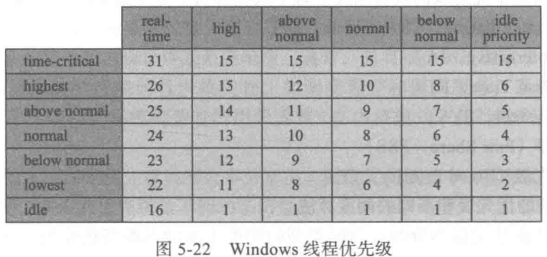 real-time high above normal normal below normal idle priority
time-critical 31 15 15 15 15 15
highest 26 15 12 10 8 6
above normal 25 14 11 9 7 5
normal 24 13 10 8 6 4
below normal 23 12 9 7 5 3
lowest 22 11 8 6 4 2
idle 16 1 1 1 1 1
图 5-22 Windows 线程优先级